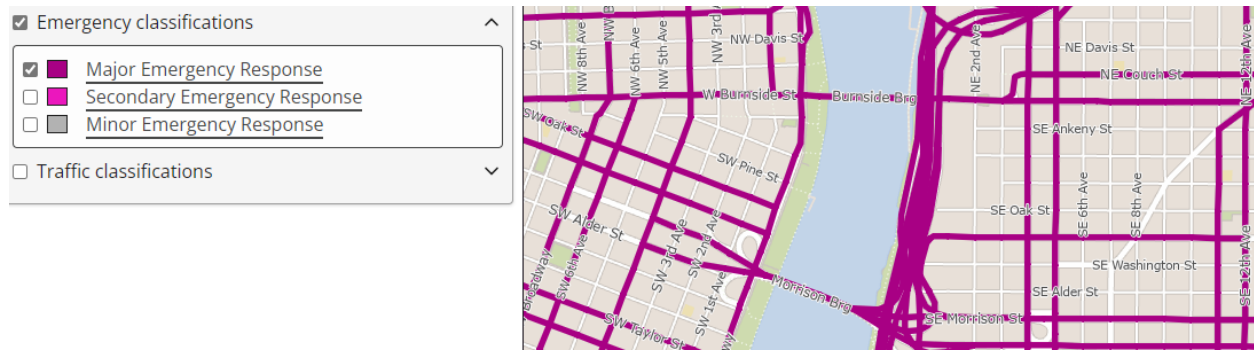 Emergency classifications
Major Emergency Response
Secondary Emergency Response
Minor Emergency Response
Traffic classifications
NW 8th Ave
NW 6th Ave
NW 5th Ave
NW 3rd A
NW Davis St
s St
W Burnside St
Burnside Brg
SW Oak St
SW Pine St
SW Alder St
SW 3rd Ave
SW 2nd Ave
SW 1st Ave
SW 6th Ave
Broadway
SW Taylor St
wy
Morrison Brg
NE 2nd Ave
NE Davis St
NE Couch St
NE 12th Ave
SE Ankeny St
SE 6th Ave
SE 8th Ave
SE Oak St
SE Washington St
SE Alder St
SE 12th Ave
SE Morrison St